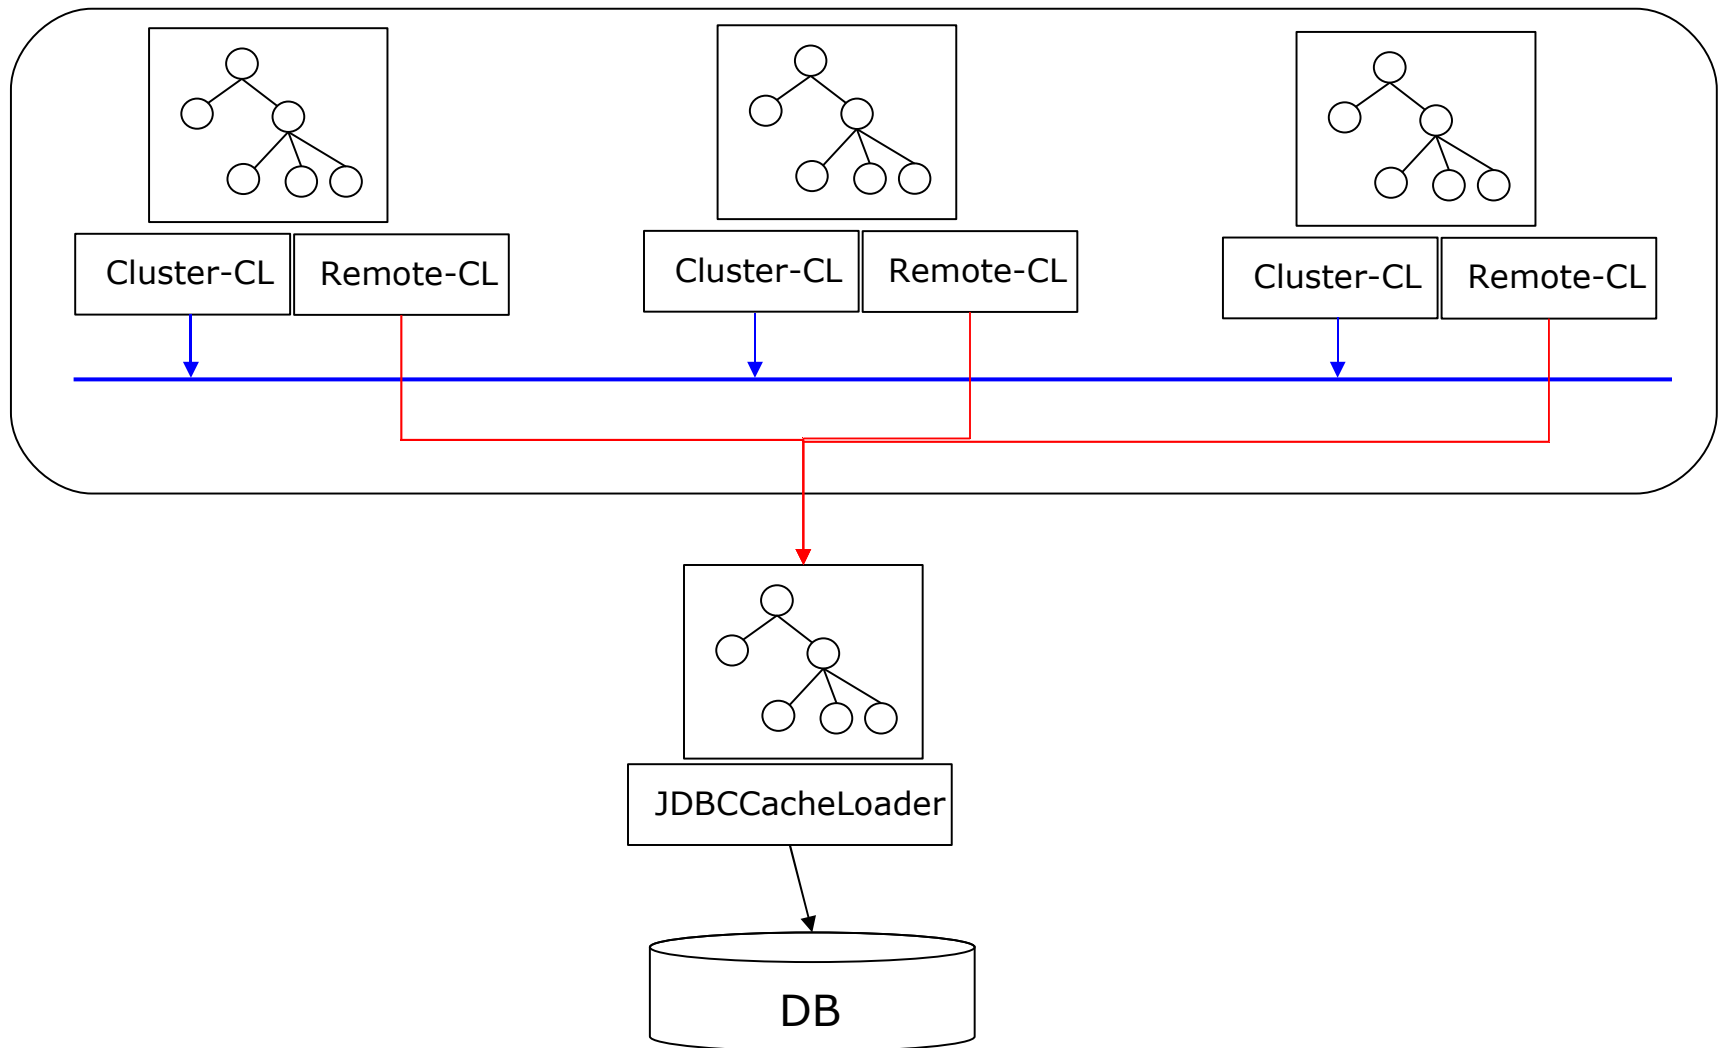 Cluster-CL
Remote-CL
Cluster-CL
Remote-CL
Cluster-CL
Remote-CL
JDBCCacheLoader
DB